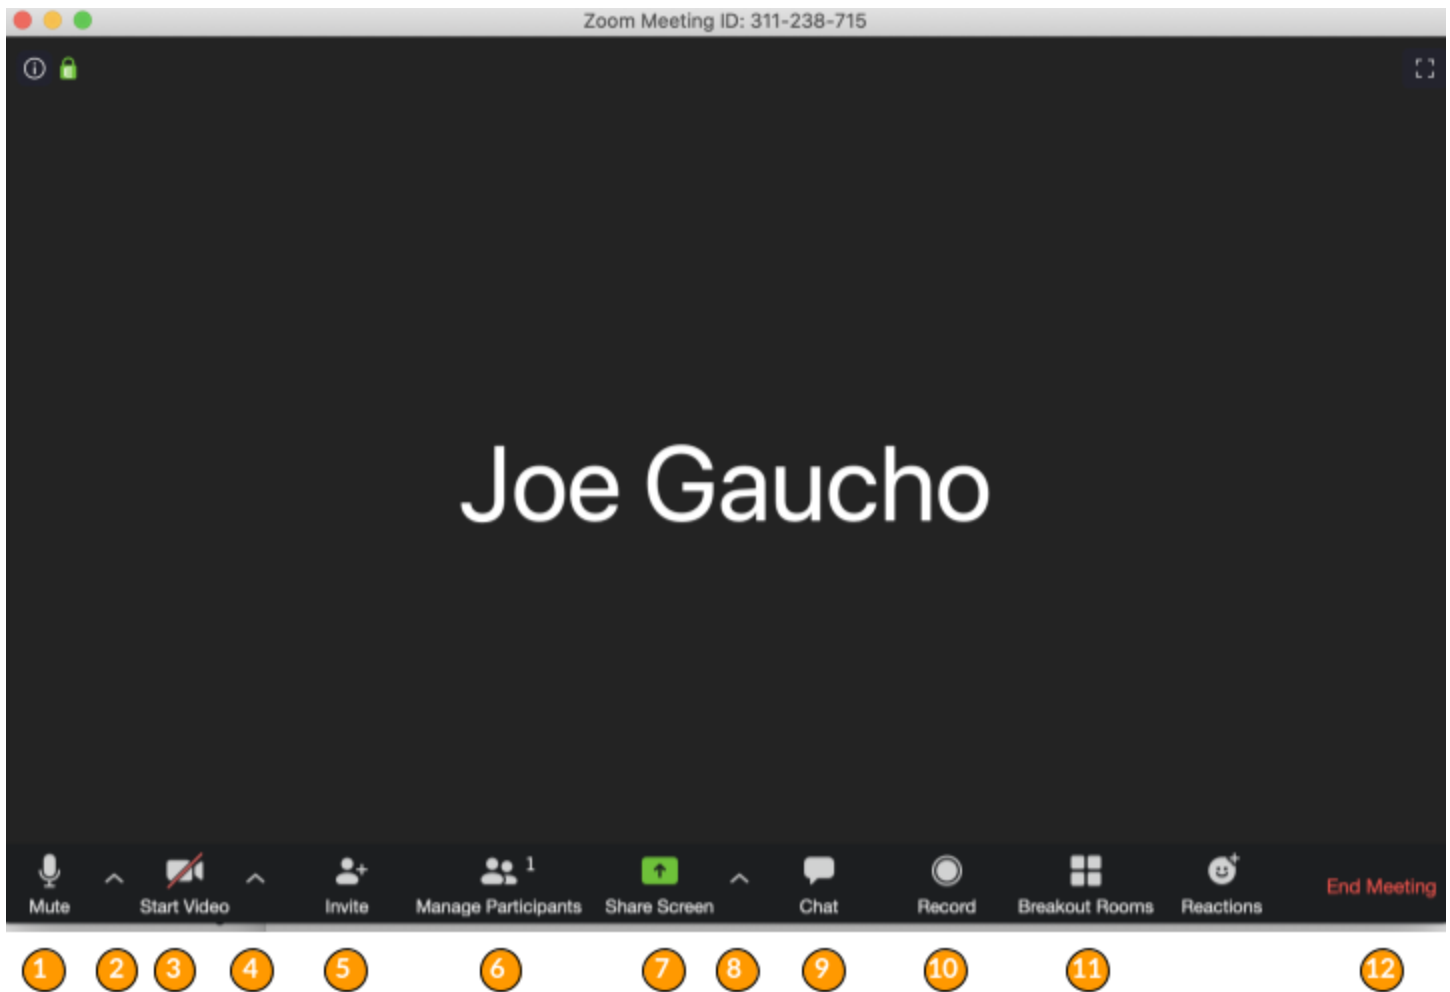 Zoom Meeting ID: 311-238-715
Joe Gaucho
1
Mute Start Video Invite Manage Participants Share Screen Chat Record Breakout Rooms Reactions End Meeting
1 2 3 4 5 6 7 8 9 10 11 12